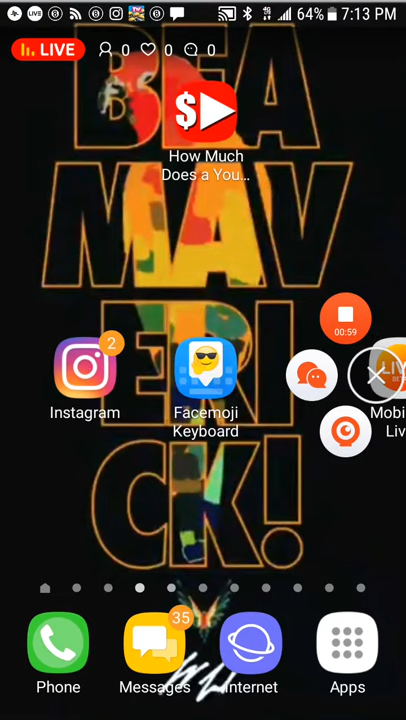 64% 7:13 PM
LIVE 0 0 0
BE A
MAV
ERI
CK!
$
How Much
Does a You...
00:59
2
Instagram
Facemoji
Keyboard
Mobi
Liv
35
Phone
Messages
Internet
Apps